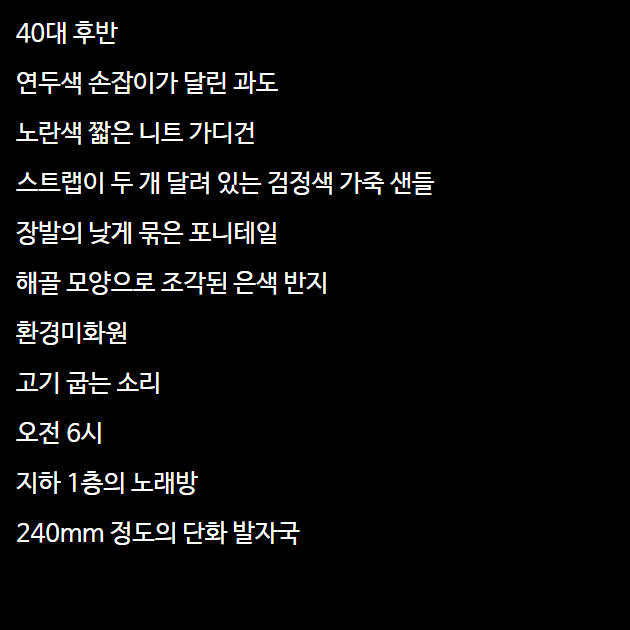 40대 후반
연두색 손잡이가 달린 과도
노란색 짧은 니트 가디건
스트랩이 두 개 달려 있는 검정색 가죽 샌들
장발의 낮게 묶은 포니테일
해골 모양으로 조각된 은색 반지
환경미화원
고기 굽는 소리
오전 6시
지하 1층의 노래방
240mm 정도의 단화 발자국